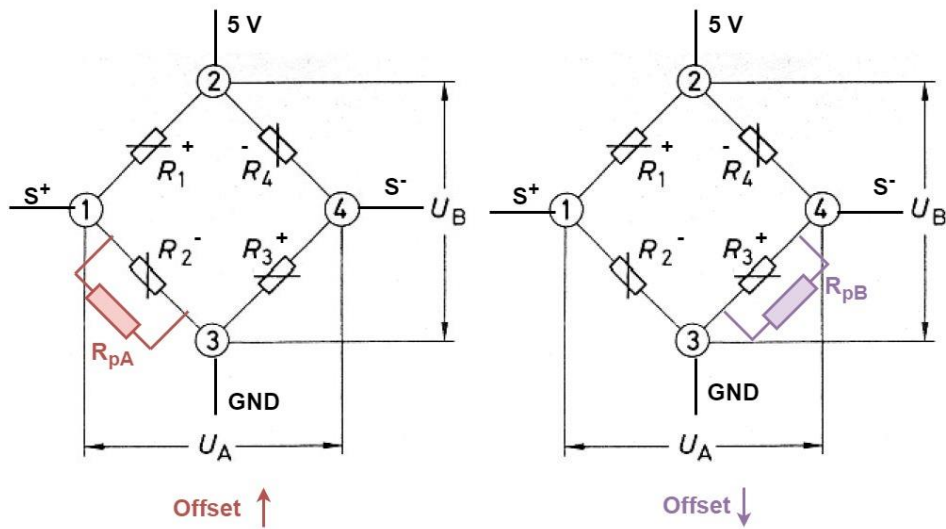 5 V
2
R1 +
- R4
S+
1
4
S-
UB
R2 -
R3 +
RpA
3
GND
UA
Offset ↑
5 V
2
R1 +
- R4
S+
1
4
S-
UB
R2 -
R3 +
RpB
3
GND
UA
Offset ↓